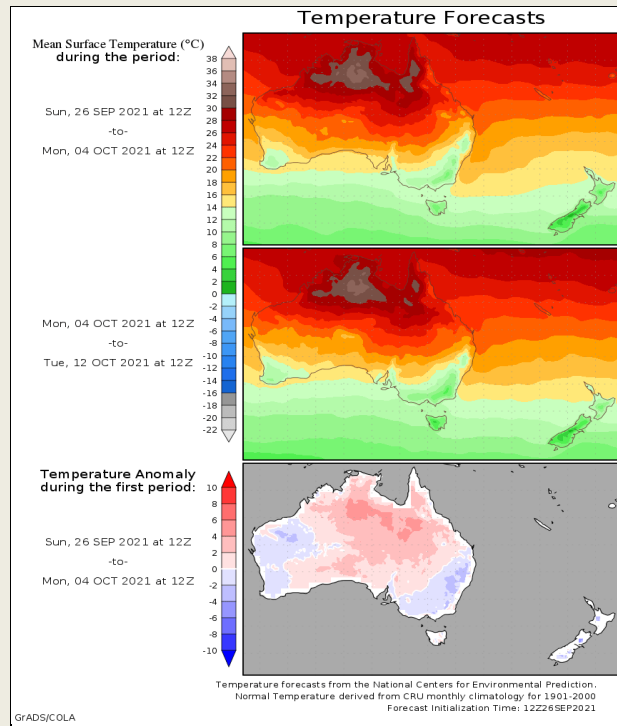 Temperature Forecasts
Mean Surface Temperature (°C)
during the period:
Sun, 26 SEP 2021 at 12Z
-to-
Mon, 04 OCT 2021 at 12Z
38
36
34
32
30
28
26
24
22
20
18
16
14
12
10
8
6
4
2
0
-2
-4
-6
-8
-10
-12
-14
-16
-18
-20
-22
Mon, 04 OCT 2021 at 12Z
-to-
Tue, 12 OCT 2021 at 12Z
Temperature Anomaly
during the first period:
Sun, 26 SEP 2021 at 12Z
-to-
Mon, 04 OCT 2021 at 12Z
10
8
6
4
2
0
-2
-4
-6
-8
-10
Temperature forecasts from the National Centers for Environmental Prediction.
Normal Temperature derived from CRU monthly climatology for 1901-2000
Forecast Initialization Time: 12Z26SEP2021
GrADS/COLA